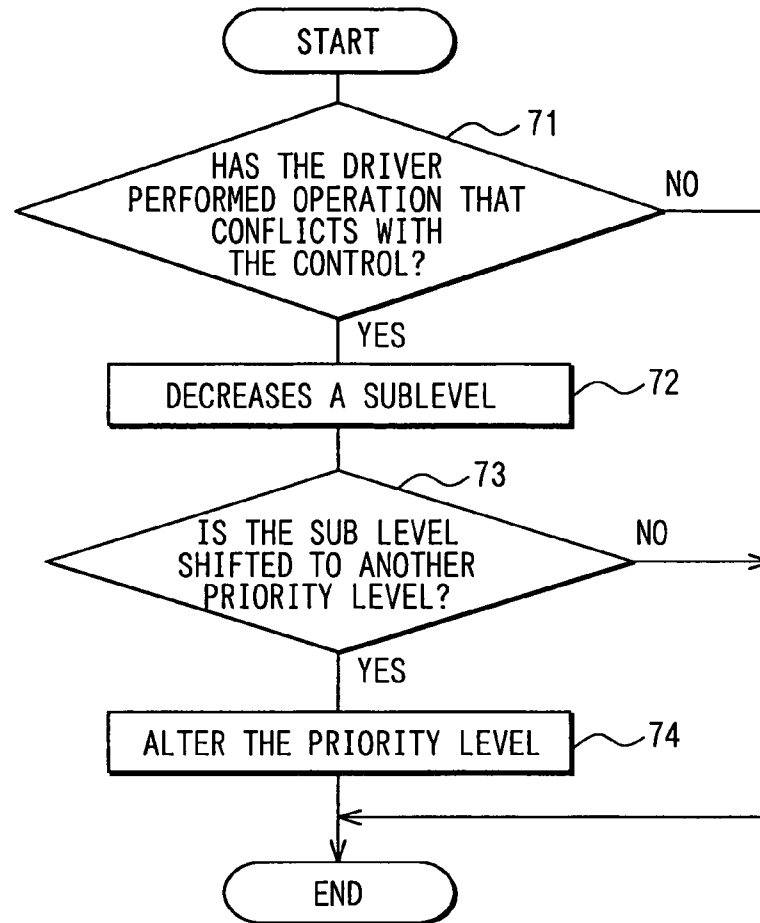 START
71
HAS THE DRIVER
PERFORMED OPERATION THAT
CONFLICTS WITH
THE CONTROL?
NO
YES
DECREASES A SUBLEVEL
72
73
IS THE SUB LEVEL
SHIFTED TO ANOTHER
PRIORITY LEVEL?
NO
YES
ALTER THE PRIORITY LEVEL
74
END